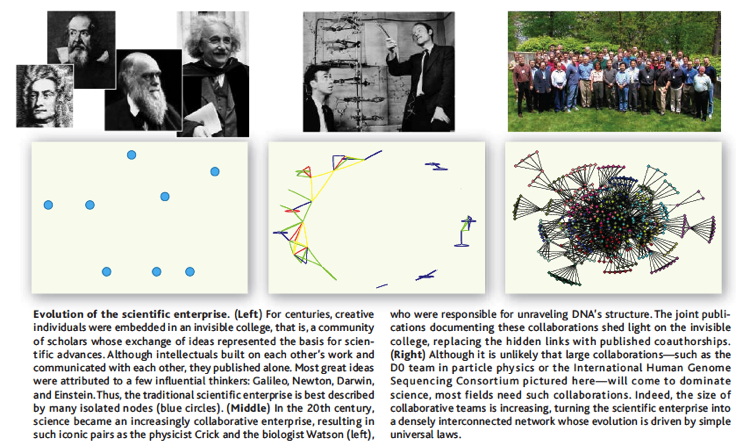 Evolution of the scientific enterprise. (Left) For centuries, creative
individuals were embedded in an invisible college, that is, a community
of scholars whose exchange of ideas represented the basis for scien-
tific advances. Although intellectuals built on each other's work and
communicated with each other, they published alone. Most great ideas
were attributed to a few influential thinkers: Galileo, Newton, Darwin,
and Einstein. Thus, the traditional scientific enterprise is best described
by many isolated nodes (blue circles). (Middle) In the 20th century,
science became an increasingly collaborative enterprise, resulting in
such iconic pairs as the physicist Crick and the biologist Watson (left),
who were responsible for unraveling DNA's structure. The joint publi-
cations documenting these collaborations shed light on the invisible
college, replacing the hidden links with published coauthorships.
(Right) Although it is unlikely that large collaborations—such as the
D0 team in particle physics or the International Human Genome
Sequencing Consortium pictured here—will come to dominate
science, most fields need such collaborations. Indeed, the size of
collaborative teams is increasing, turning the scientific enterprise into
a densely interconnected network whose evolution is driven by simple
universal laws.